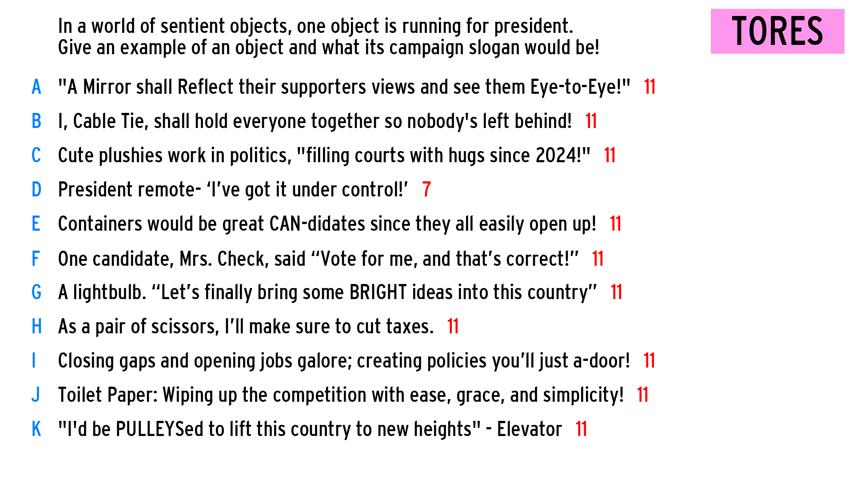 In a world of sentient objects, one object is running for president.
Give an example of an object and what its campaign slogan would be!
TORES
A "A Mirror shall Reflect their supporters views and see them Eye-to-Eye!" 11
B I, Cable Tie, shall hold everyone together so nobody's left behind! 11
C Cute plushies work in politics, "filling courts with hugs since 2024!" 11
D President remote- ‘I’ve got it under control!’ 7
E Containers would be great CAN-didates since they all easily open up! 11
F One candidate, Mrs. Check, said “Vote for me, and that’s correct!” 11
G A lightbulb. “Let’s finally bring some BRIGHT ideas into this country” 11
H As a pair of scissors, I’ll make sure to cut taxes. 11
I Closing gaps and opening jobs galore; creating policies you’ll just a-door! 11
J Toilet Paper: Wiping up the competition with ease, grace, and simplicity! 11
K "I'd be PULLEYSed to lift this country to new heights" - Elevator 11